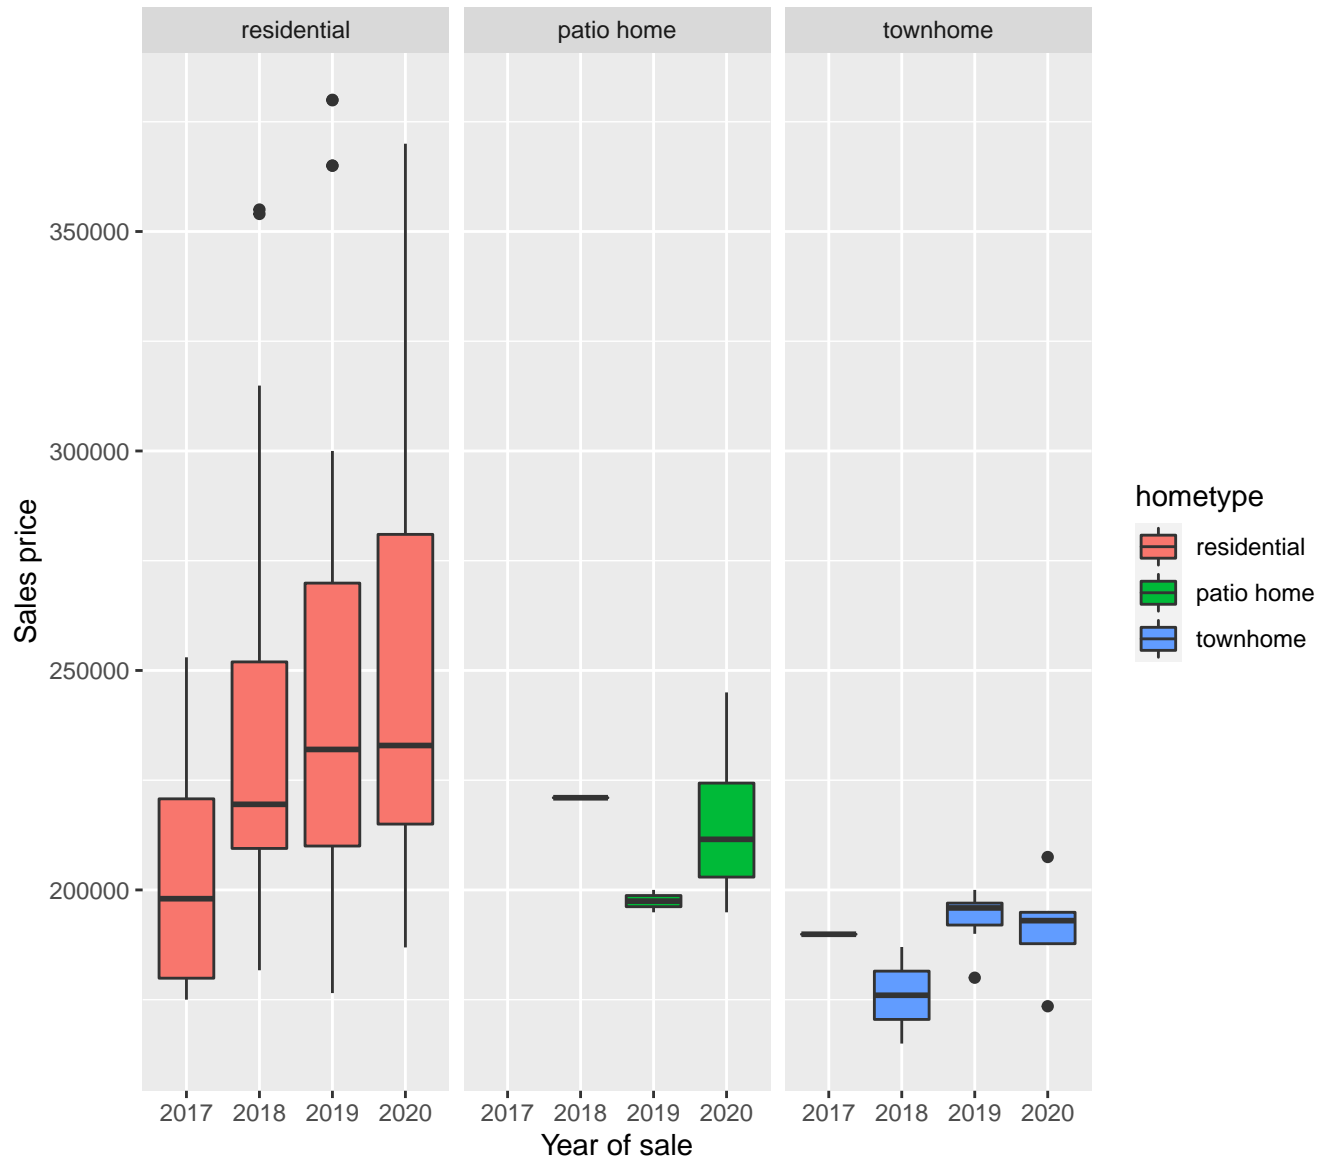 residential patio home townhome
350000
300000
250000
200000
Sales price
2017 2018 2019 2020 2017 2018 2019 2020 2017 2018 2019 2020
Year of sale
hometype
residential
patio home
townhome